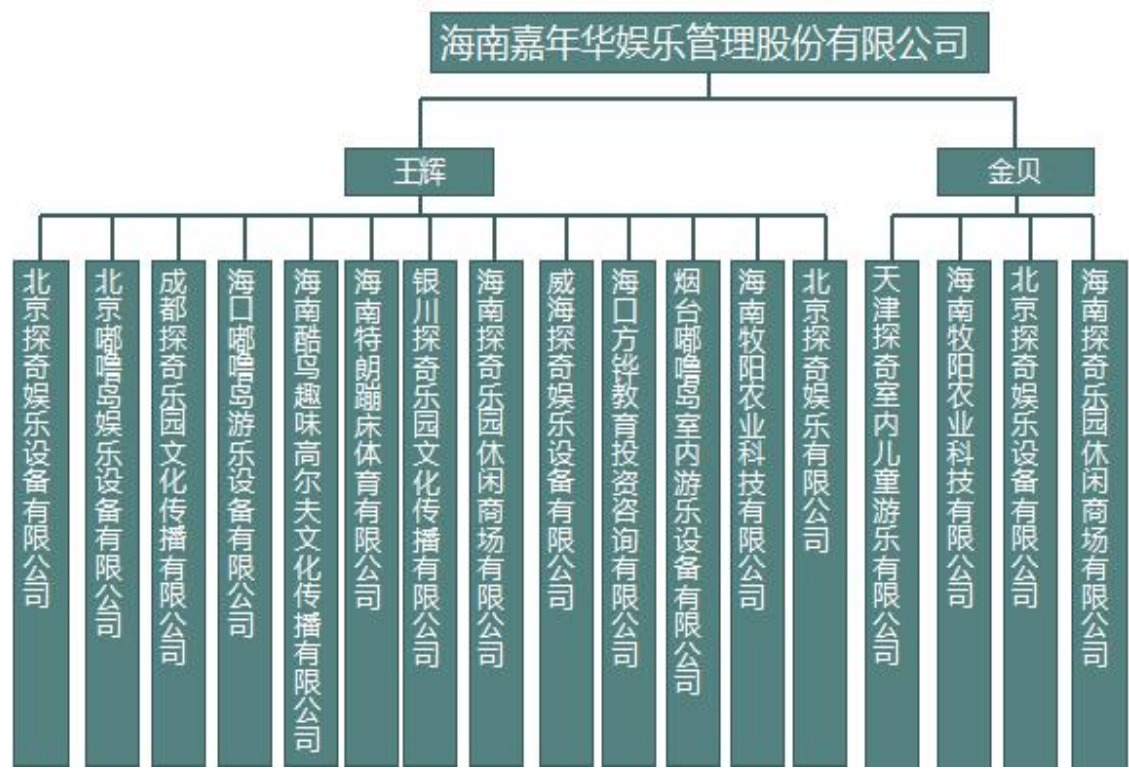 海南嘉年华娱乐管理股份有限公司
王辉
金贝
北京探奇娱乐设备有限公司
北京嘟噜岛娱乐设备有限公司
成都探奇乐园文化传播有限公司
海口嘟噜岛游乐设备有限公司
海南酷鸟趣味高尔夫文化传播有限公司
海南特朗蹦床体育有限公司
银川探奇乐园文化传播有限公司
海南探奇乐园休闲商场有限公司
威海探奇娱乐设备有限公司
海口方铧教育投资咨询有限公司
烟台嘟噜岛室内游乐设备有限公司
海南牧阳农业科技有限公司
北京探奇娱乐有限公司
天津探奇室内儿童游乐有限公司
海南牧阳农业科技有限公司
北京探奇娱乐设备有限公司
海南探奇乐园休闲商场有限公司